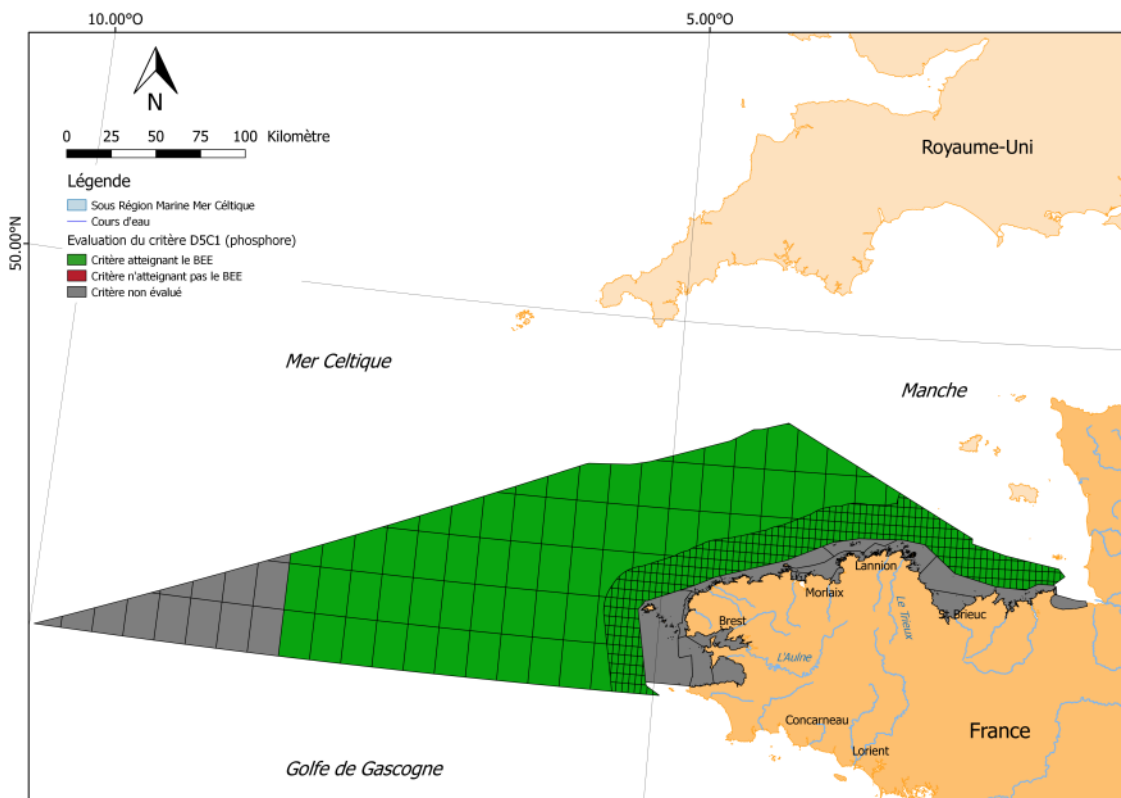 10.00°O
5.00°O
50.00°N
N
0 25 50 75 100 Kilomètre
Légende
Sous Région Marine Mer Céltique
Cours d'eau
Evaluation du critère D5C1 (phosphore)
Critère atteignant le BEE
Critère n'atteignant pas le BEE
Critère non évalué
Royaume-Uni
Mer Celtique
Manche
Lannion
Morlaix
Le Trieux
St Brieuc
Brest
L'Aulne
Concarneau
France
Lorient
Golfe de Gascogne